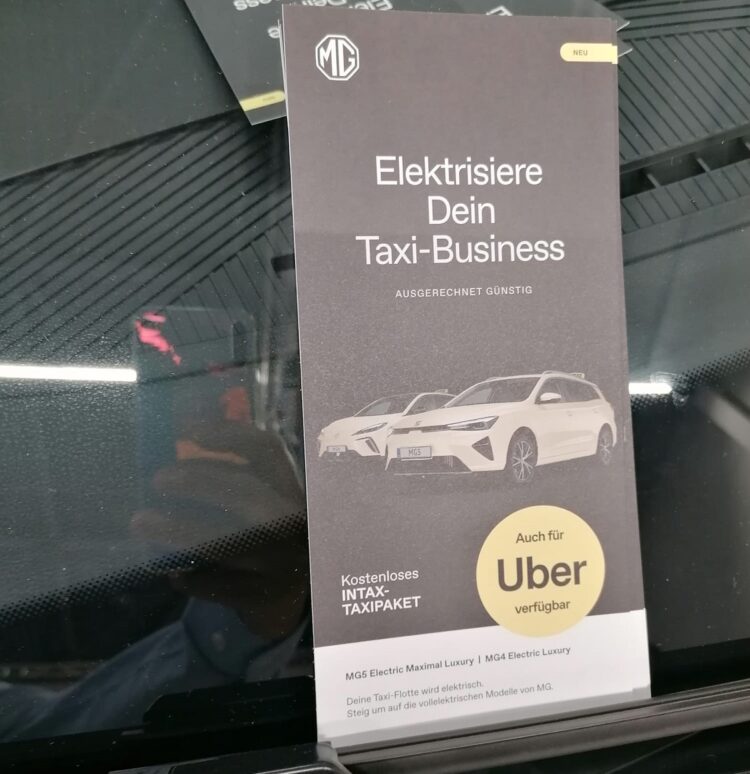 MG
NEU
Elektrisiere
Dein
Taxi-Business
AUSGERECHNET GÜNSTIG
MG5
Auch für
Uber
verfügbar
Kostenloses
INTAX-
TAXIPAKET
MG5 Electric Maximal Luxury | MG4 Electric Luxury
Deine Taxi-Flotte wird elektrisch.
Steig um auf die vollelektrischen Modelle von MG.